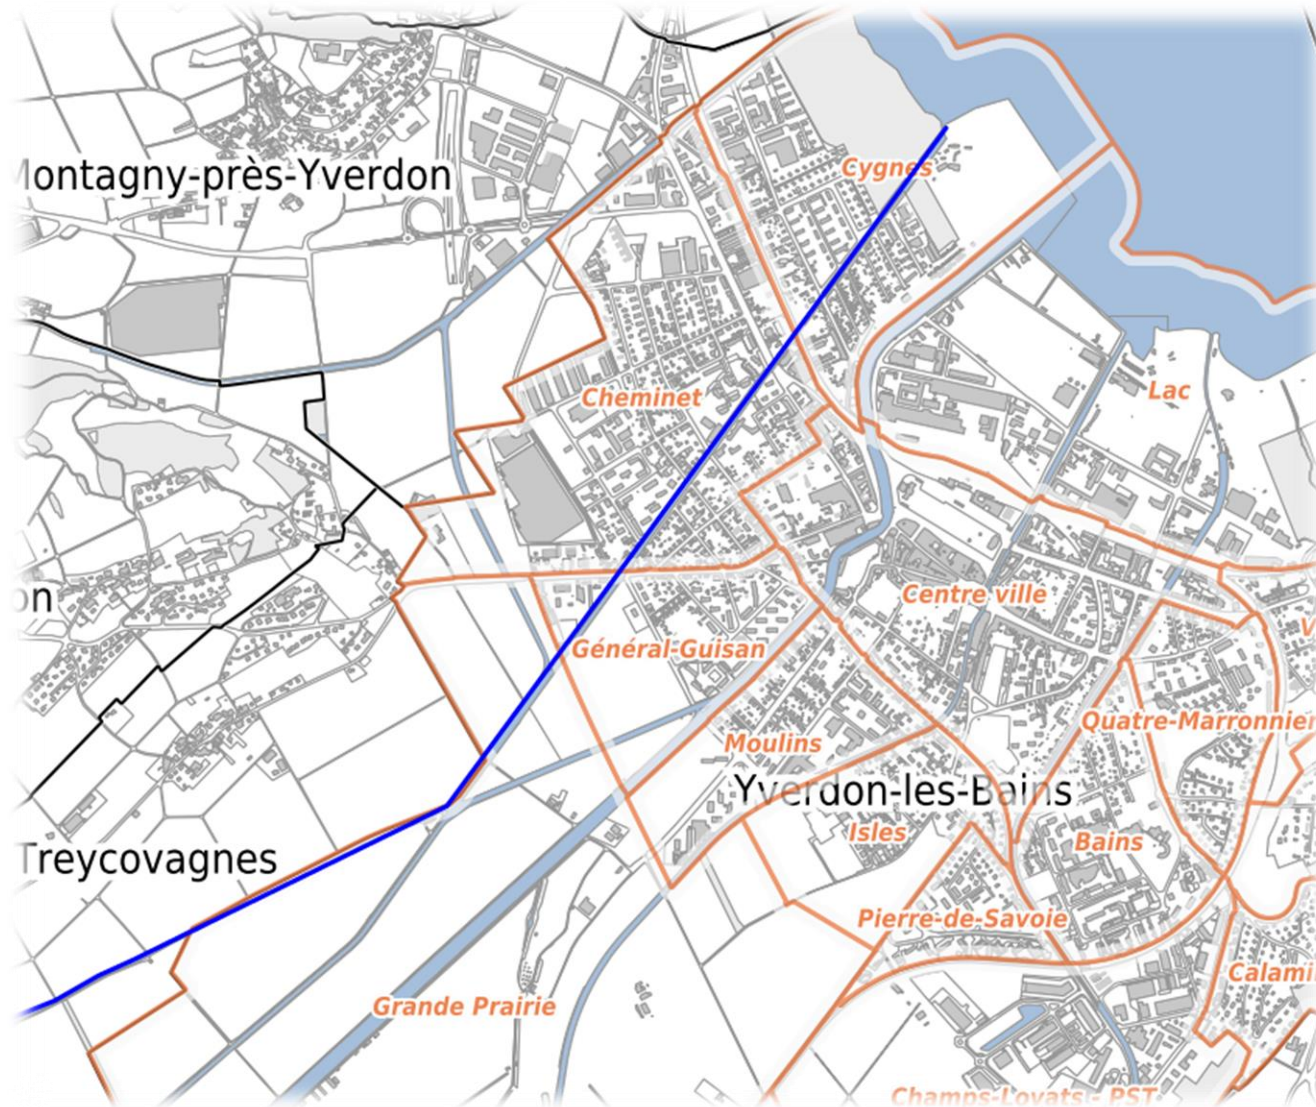 Cygnes
Montagny-près-Yverdon
Lac
Cheminet
Centre ville
on
Général-Guisan
Quatre-Marronnie
Moulins
Yverdon-les-Bains
Isles
Bains
Treycovagnes
Pierre-de-Savoie
Calami
Grande Prairie
Champs-Lovats - PST